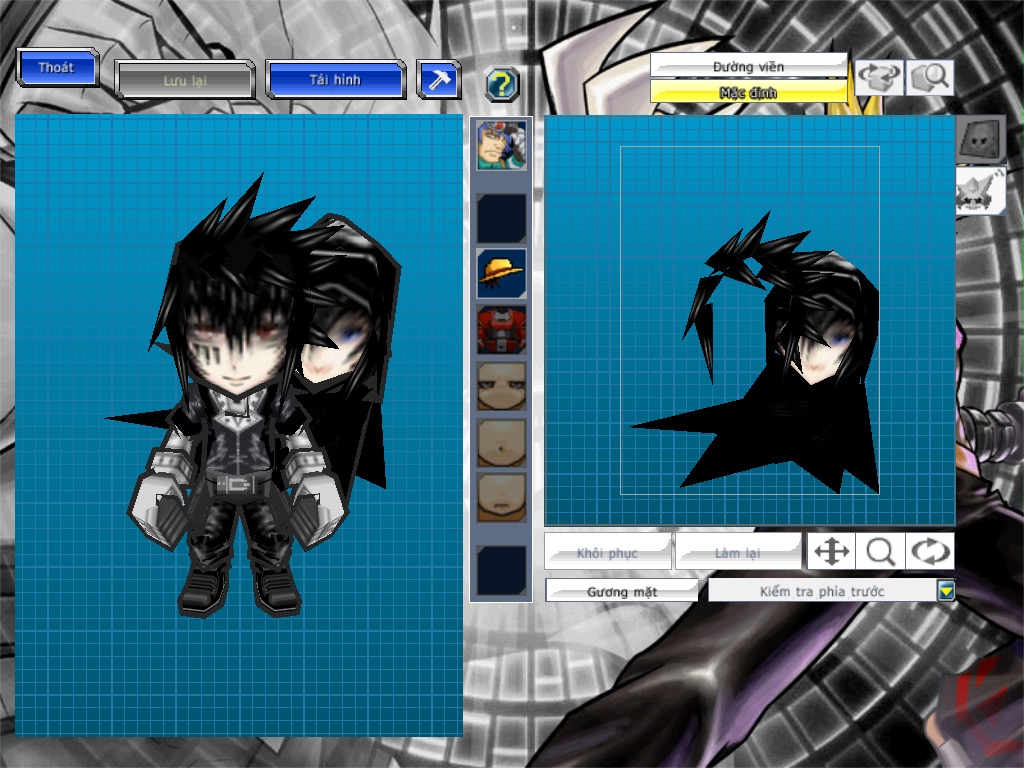 Thoát
Lưu lại
Tải hình
?
Đường viền
Mặc định
Khôi phục
Làm lại
Gương mặt
Kiểm tra phía trước